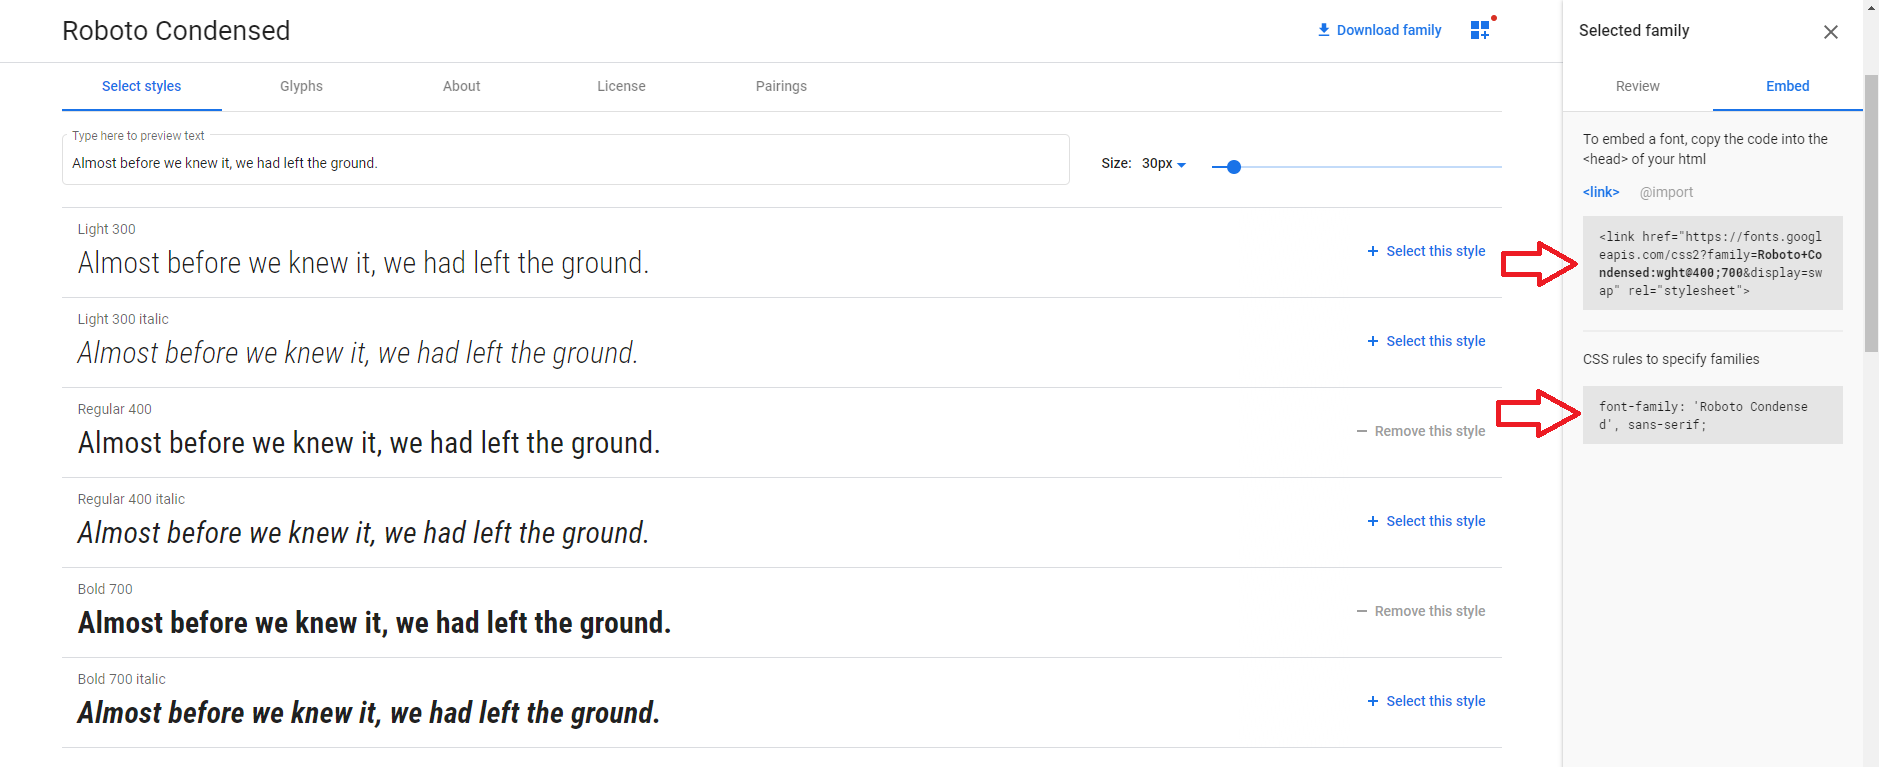 Roboto Condensed
Download family
Select styles
Glyphs
About
License
Pairings
Type here to preview text
Almost before we knew it, we had left the ground.
Size: 30px
Light 300
Almost before we knew it, we had left the ground.
+ Select this style
Light 300 italic
Almost before we knew it, we had left the ground.
+ Select this style
Regular 400
Almost before we knew it, we had left the ground.
— Remove this style
Regular 400 italic
Almost before we knew it, we had left the ground.
+ Select this style
Bold 700
Almost before we knew it, we had left the ground.
— Remove this style
Bold 700 italic
Almost before we knew it, we had left the ground.
+ Select this style
Selected family
Review
Embed
To embed a font, copy the code into the
<head> of your html
<link>
@import
<link href="https://fonts.googl
eapis.com/css2?family=Roboto+Co
ndensed:wght@400;700&display=sw
ap" rel="stylesheet">
CSS rules to specify families
font-family: 'Roboto Condense
d', sans-serif;